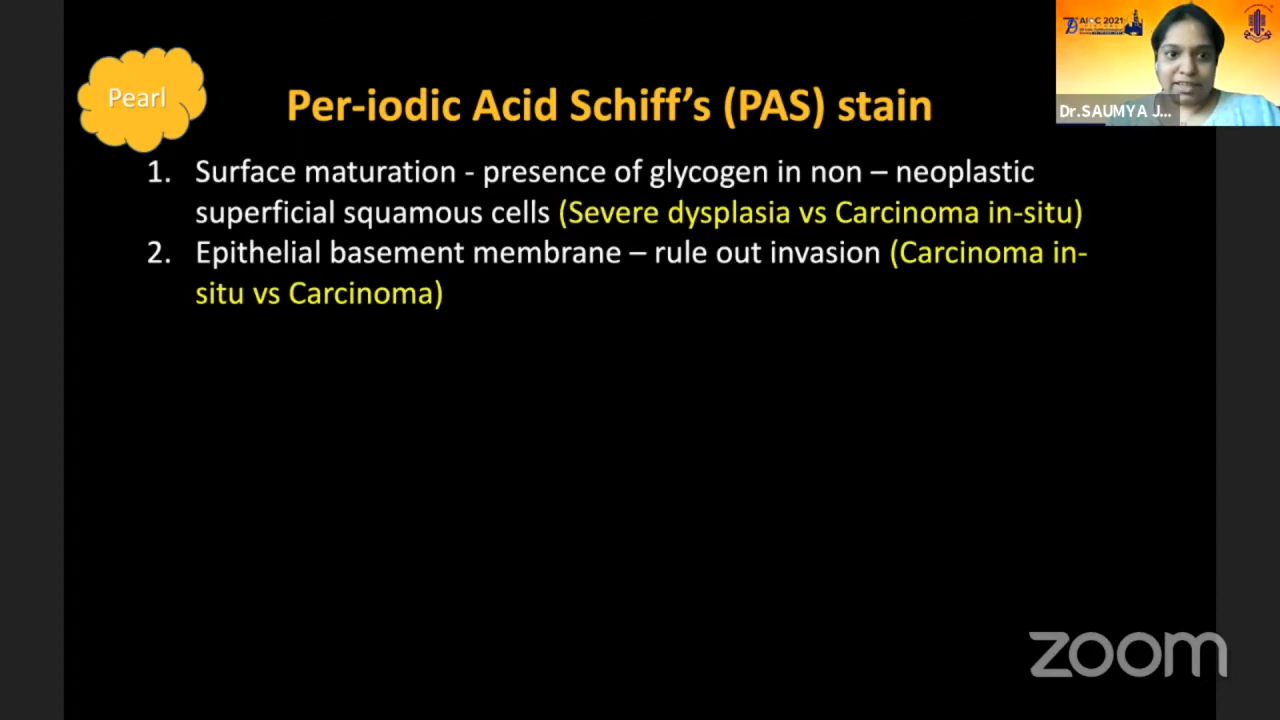 AIOC 2021
Dr.SAUMYA J...
Pearl
Per-iodic Acid Schiff's (PAS) stain
1. Surface maturation - presence of glycogen in non – neoplastic
superficial squamous cells (Severe dysplasia vs Carcinoma in-situ)
2. Epithelial basement membrane – rule out invasion (Carcinoma in-
situ vs Carcinoma)
zoom